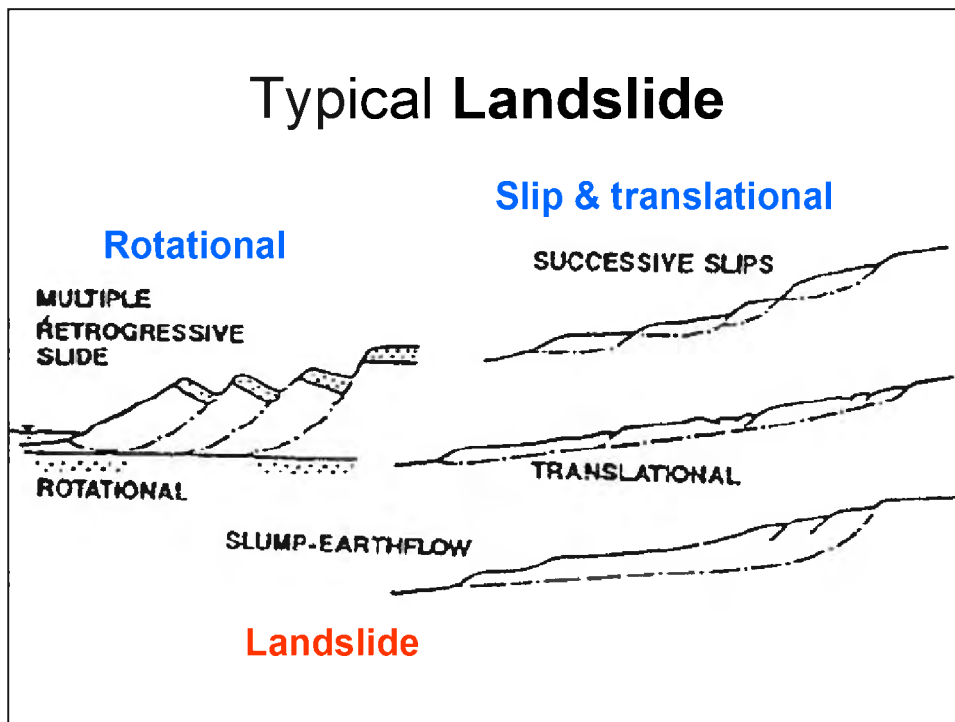 Typical Landslide
Slip & translational
Rotational
SUCCESSIVE SLIPS
MULTIPLE
RETROGRESSIVE
SLIDE
TRANSLATIONAL
ROTATIONAL
SLUMP-EARTHFLOW
Landslide